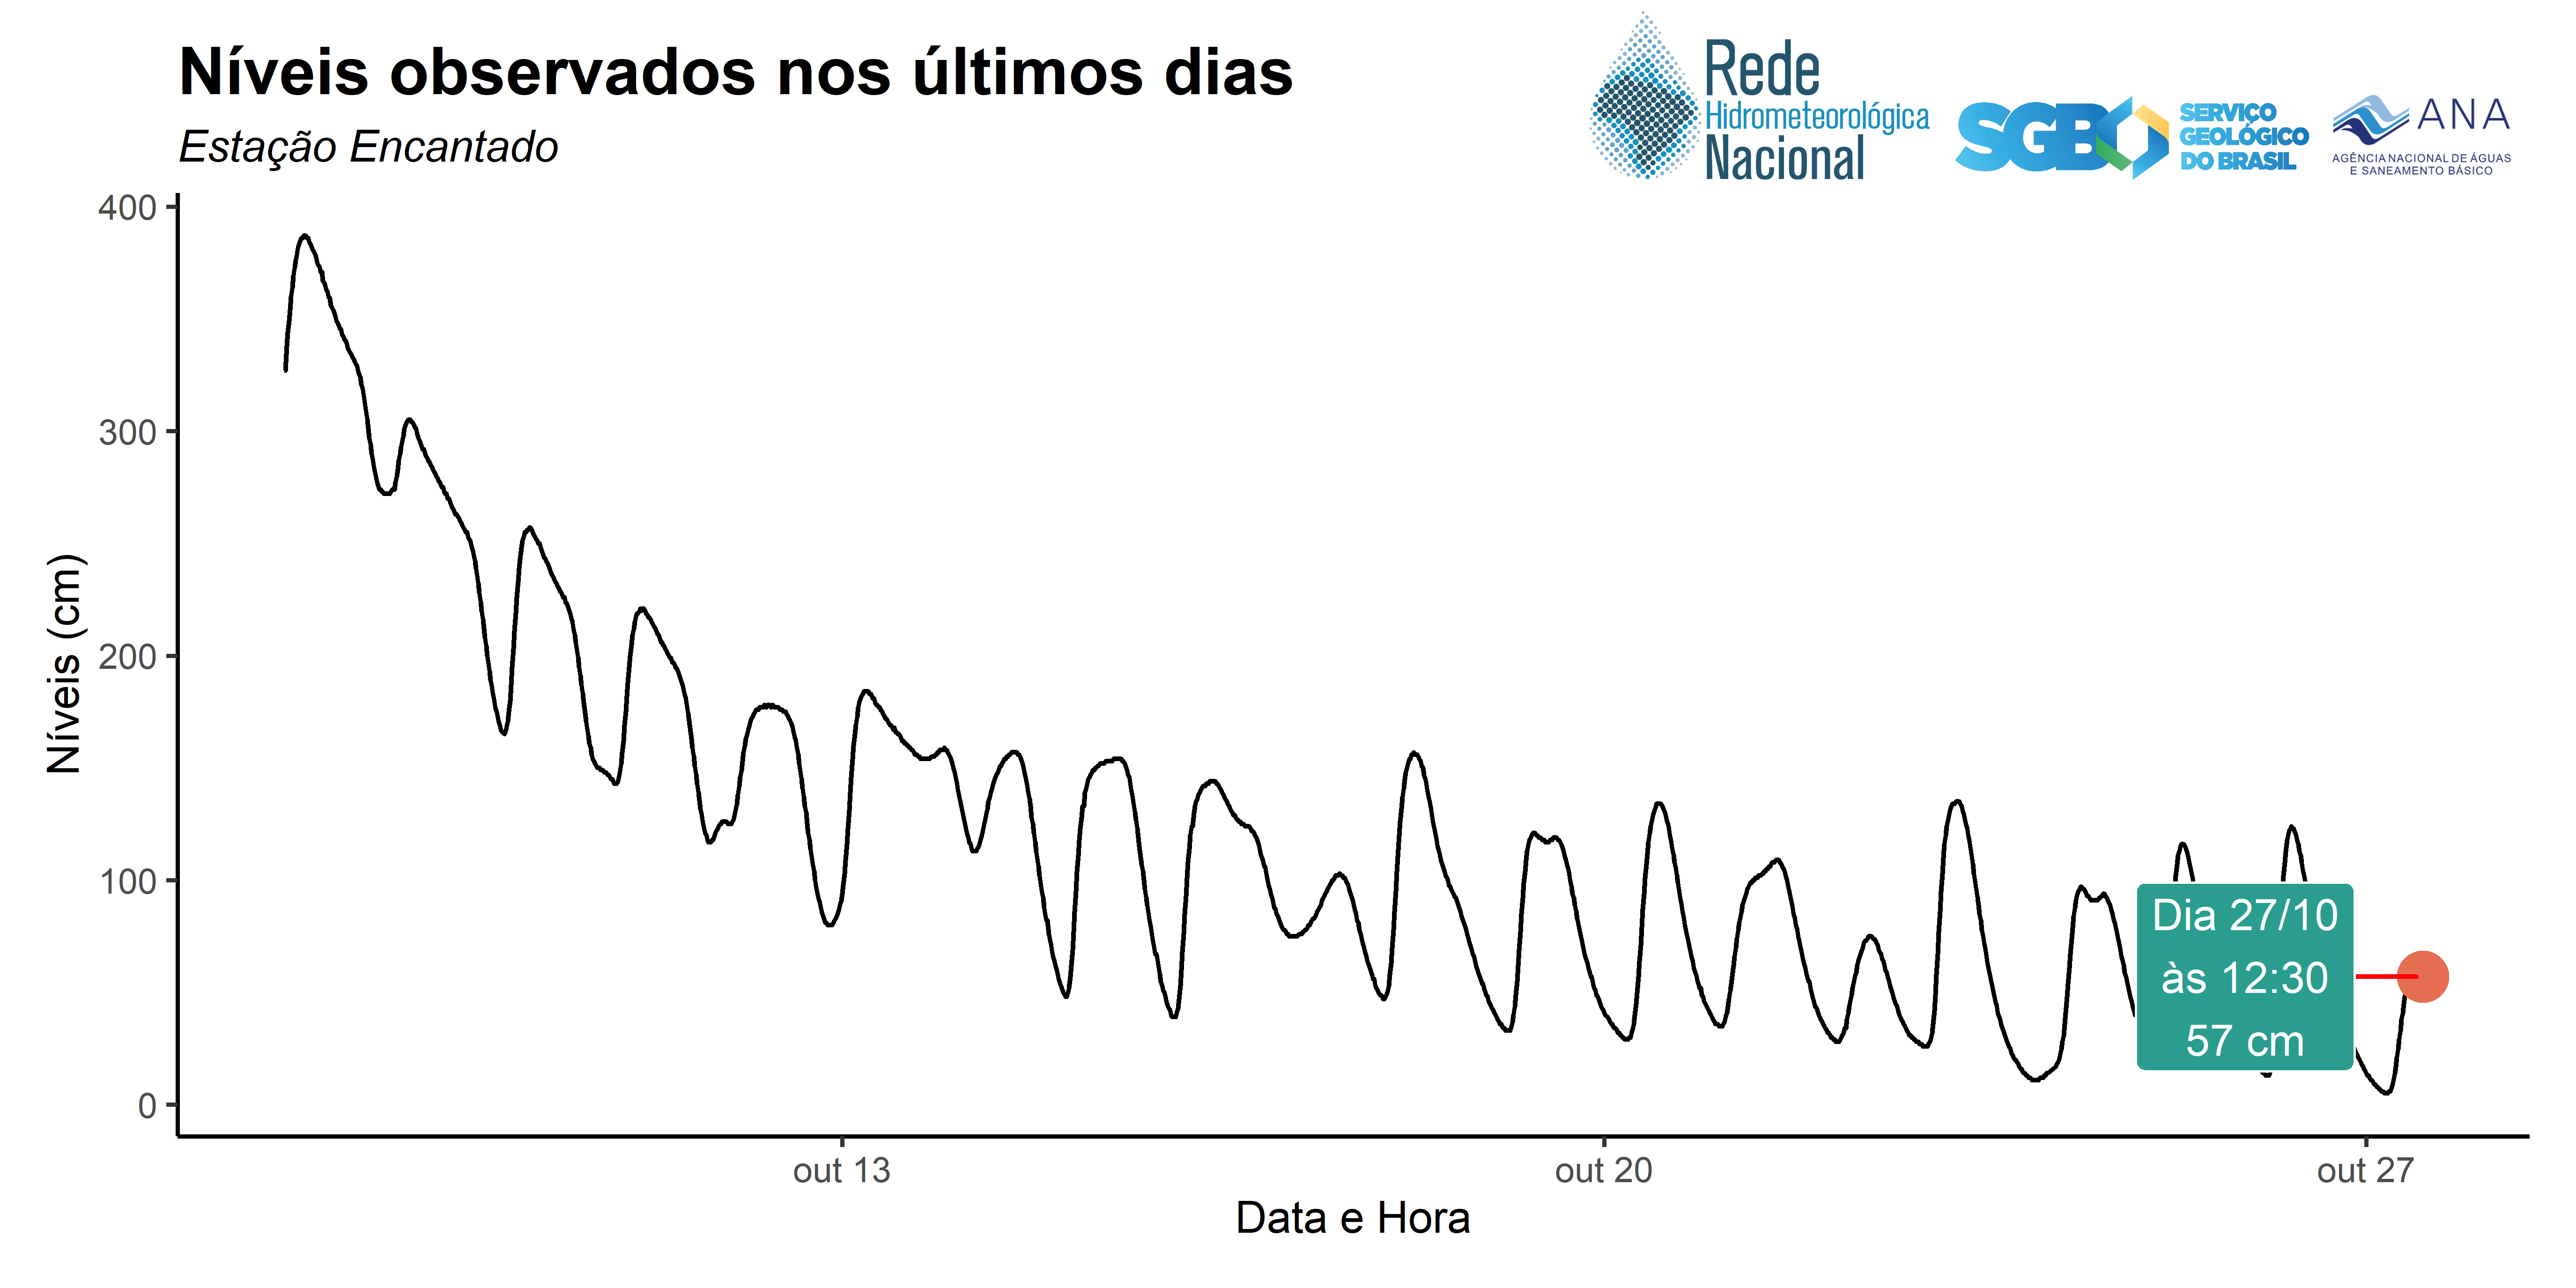 Níveis observados nos últimos dias
Estação Encantado
Rede
Hidrometeorológica
Nacional
SGB
SERVIÇO
GEOLÓGICO
DO BRASIL
ANA
AGÊNCIA NACIONAL DE ÁGUAS
E SANEAMENTO BÁSICO
Níveis (cm)
400
300
200
100
0
Dia 27/10
às 12:30
57 cm
out 13
out 20
out 27
Data e Hora